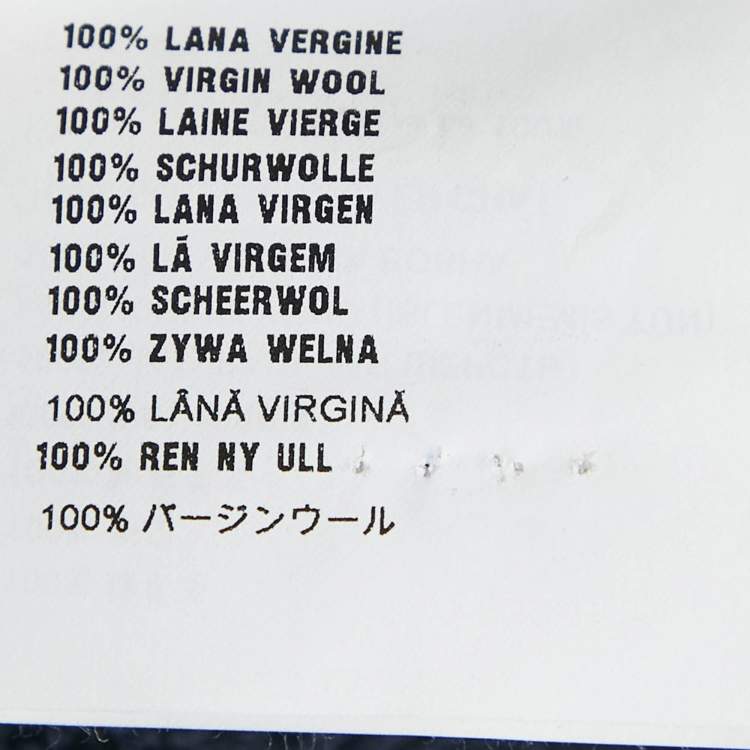 100% LANA VERGINE
100% VIRGIN WOOL
100% LAINE VIERGE
100% SCHURWOLLE
100% LANA VIRGEN
100% LÃ VIRGEM
100% SCHEERWOL
100% ZYWA WELNA
100% LÂNĂ VIRGINĂ
100% REN NY ULL
100% バージンウール